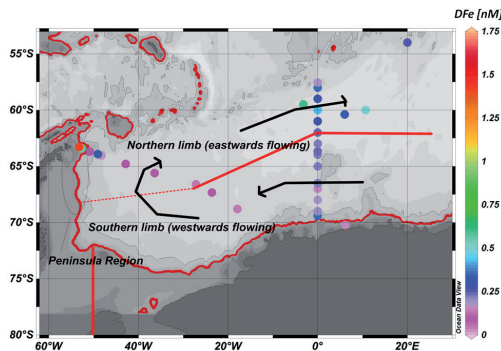 DFe [nM]
55°S
60°S
65°S
70°S
75°S
80°S
60°W
40°W
20°W
0°
20°E
Northern limb (eastwards flowing)
Southern limb (westwards flowing)
Peninsula Region
Ocean Data View
1.75
1.5
1.25
1
0.75
0.5
0.25
0